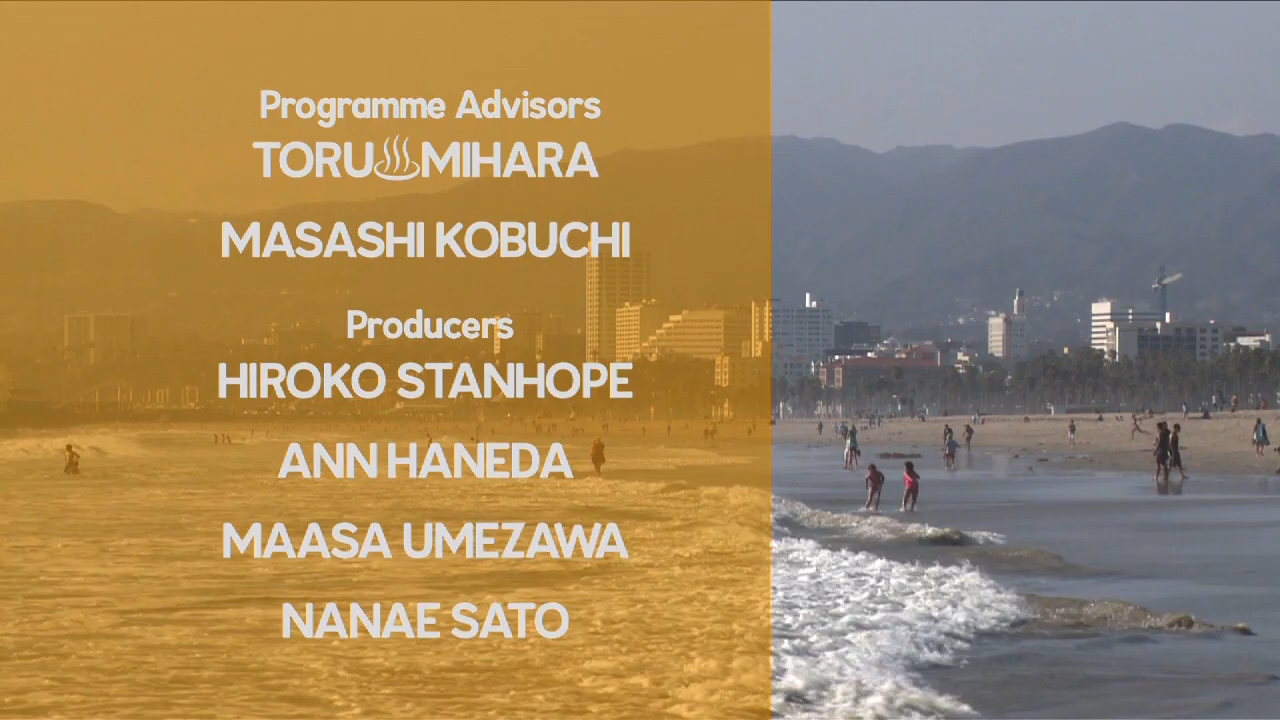 Programme Advisors
TORU♨MIHARA
MASASHI KOBUCHI
Producers
HIROKO STANHOPE
ANN HANEDA
MAASA UMEZAWA
NANAE SATO